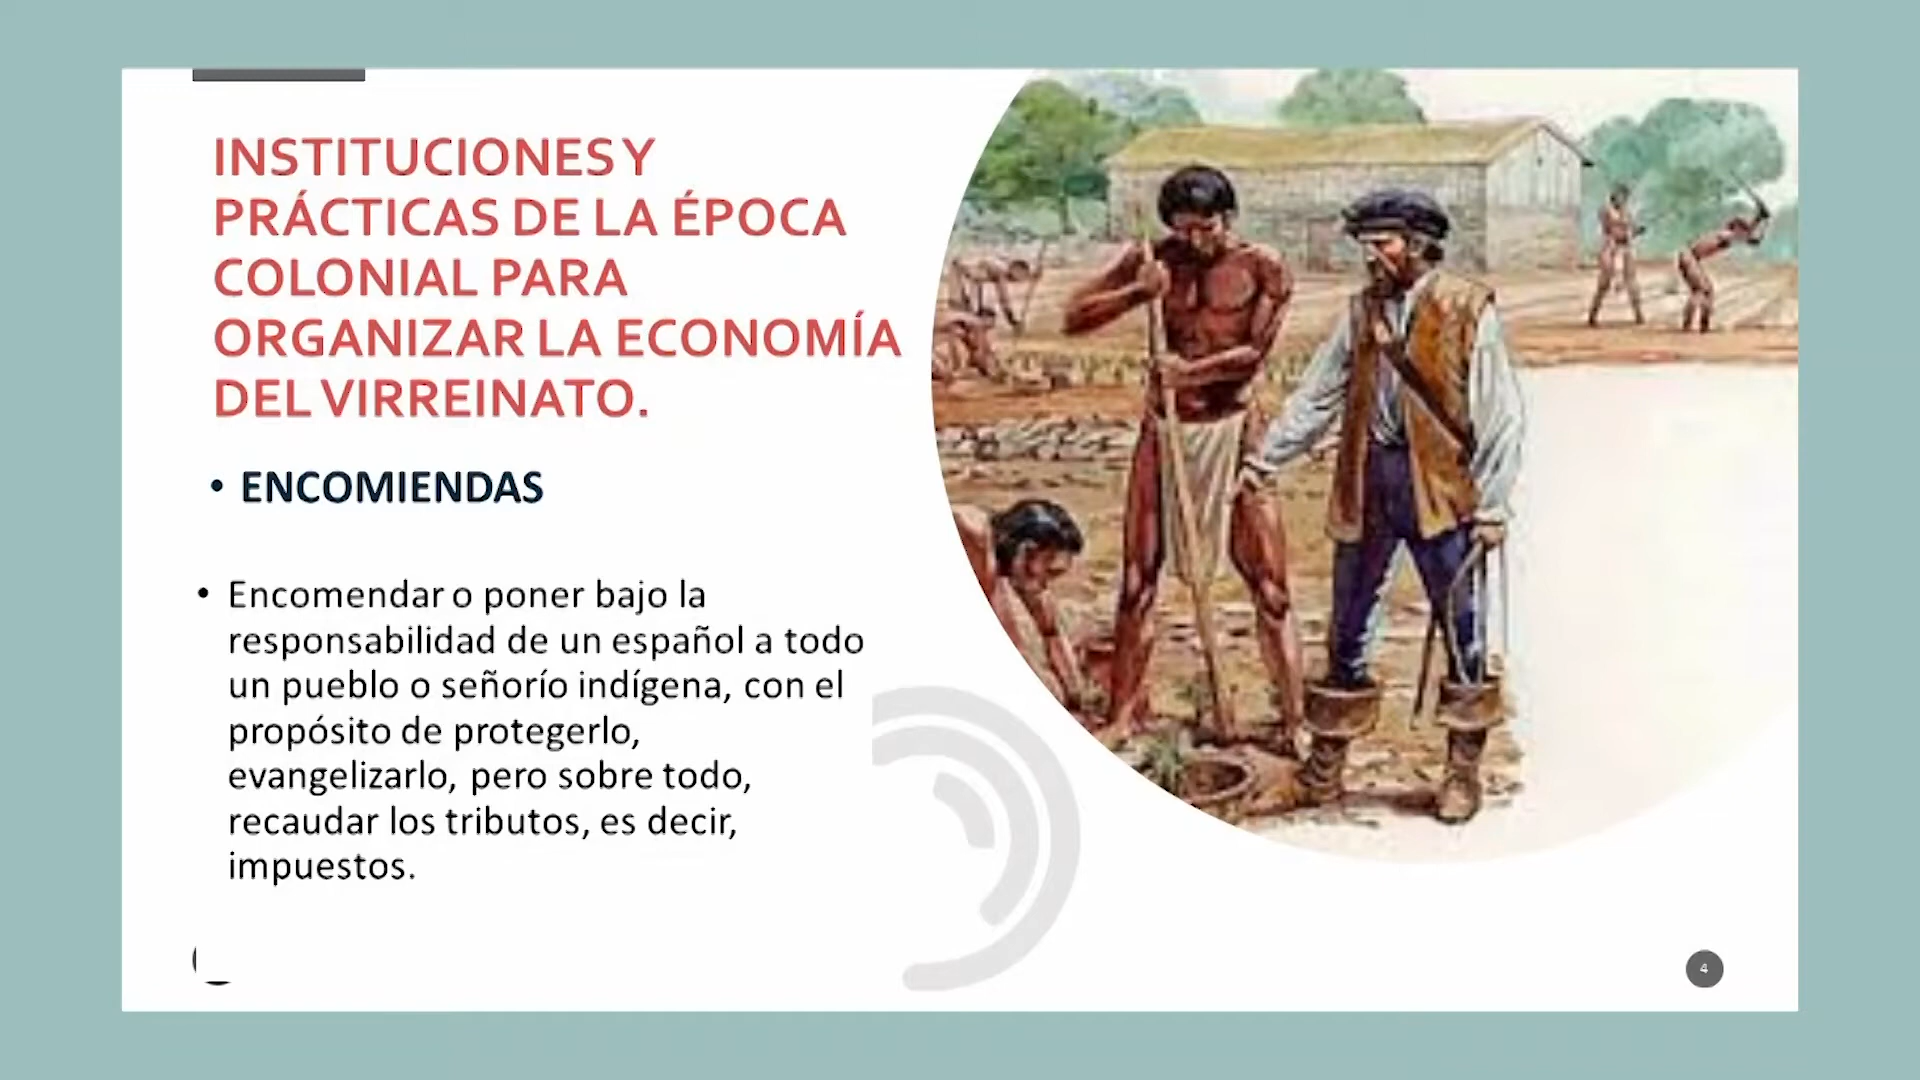 INSTITUCIONES Y
PRÁCTICAS DE LA ÉPOCA
COLONIAL PARA
ORGANIZAR LA ECONOMÍA
DEL VIRREINATO.
• ENCOMIENDAS
• Encomendar o poner bajo la
responsabilidad de un español a todo
un pueblo o señorío indígena, con el
propósito de protegerlo,
evangelizarlo, pero sobre todo,
recaudar los tributos, es decir,
impuestos.
4